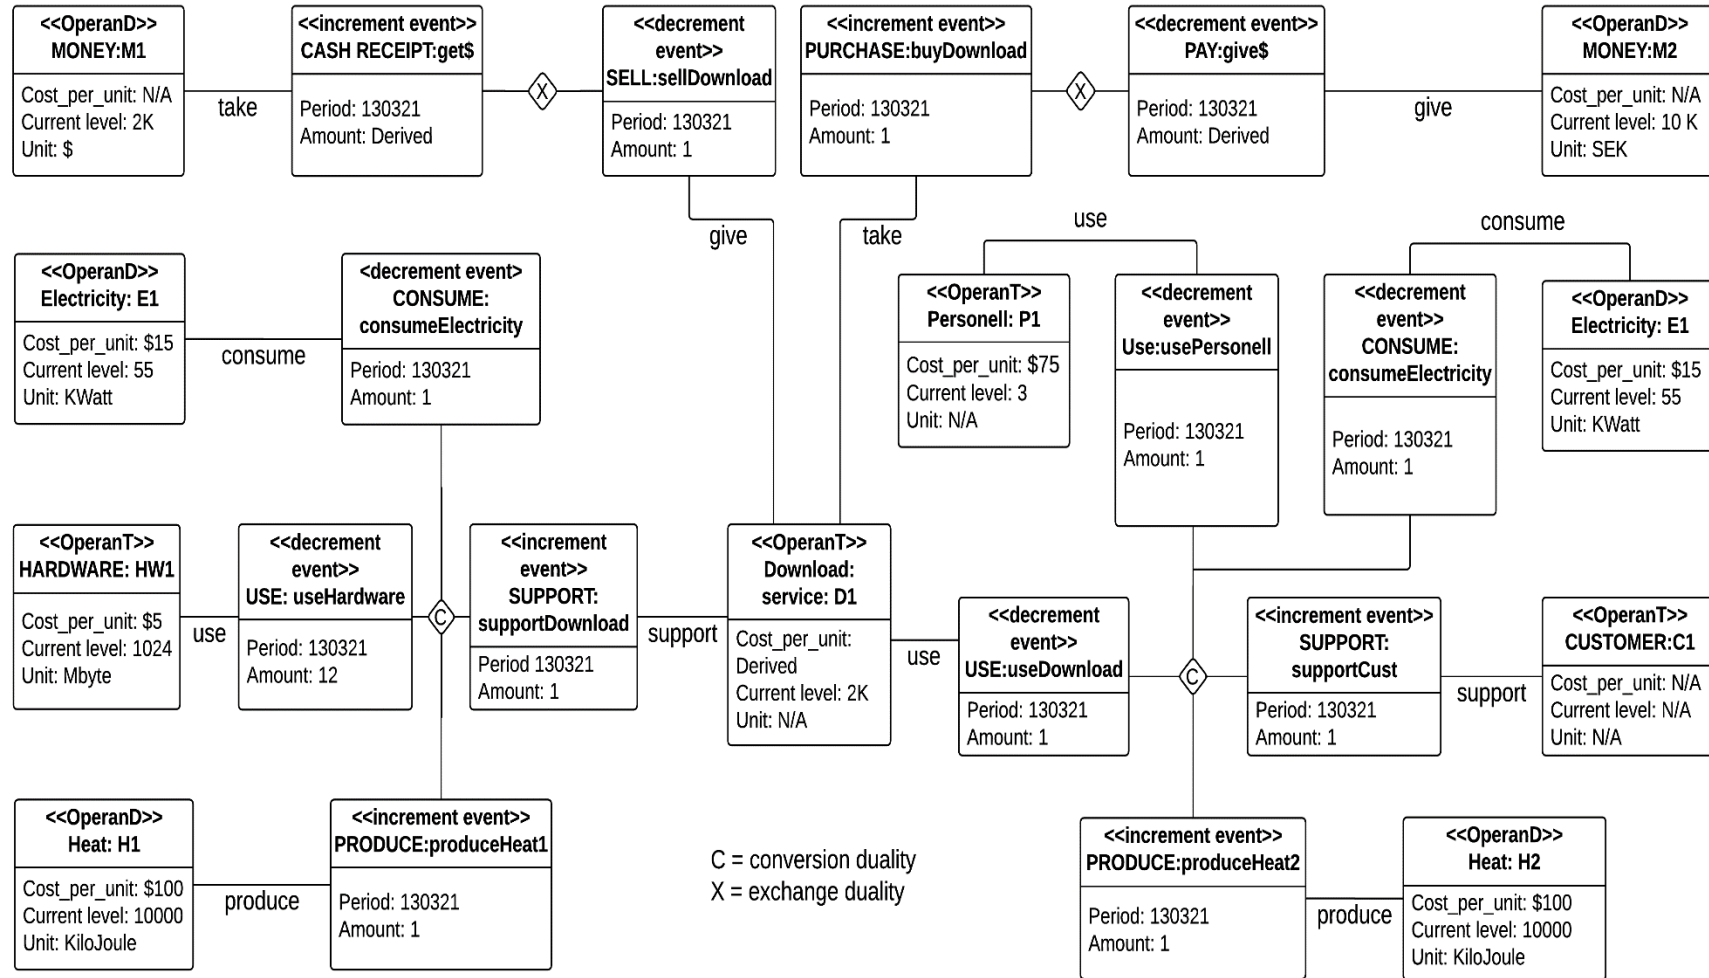 <<OperanD>>
MONEY:M1
Cost_per_unit: N/A
Current level: 2K
Unit: $
take
<<increment event>>
CASH RECEIPT:get$
Period: 130321
Amount: Derived
X
<<decrement
event>>
SELL:sellDownload
Period: 130321
Amount: 1
give
<<increment event>>
PURCHASE:buyDownload
Period: 130321
Amount: 1
take
X
<<decrement event>>
PAY:give$
Period: 130321
Amount: Derived
give
<<OperanD>>
MONEY:M2
Cost_per_unit: N/A
Current level: 10 K
Unit: SEK
<<OperanD>>
Electricity: E1
Cost_per_unit: $15
Current level: 55
Unit: KWatt
consume
<decrement event>
CONSUME:
consumeElectricity
Period: 130321
Amount: 1
use
<<OperanT>>
Personell: P1
Cost_per_unit: $75
Current level: 3
Unit: N/A
<<decrement
event>>
Use:usePersonell
Period: 130321
Amount: 1
consume
<<decrement
event>>
CONSUME:
consumeElectricity
Period: 130321
Amount: 1
<<OperanD>>
Electricity: E1
Cost_per_unit: $15
Current level: 55
Unit: KWatt
<<OperanT>>
HARDWARE: HW1
Cost_per_unit: $5
Current level: 1024
Unit: Mbyte
use
<<decrement
event>>
USE: useHardware
Period: 130321
Amount: 12
C
<<increment
event>>
SUPPORT:
supportDownload
Period 130321
Amount: 1
support
<<OperanT>>
Download:
service: D1
Cost_per_unit:
Derived
Current level: 2K
Unit: N/A
use
<<decrement
event>>
USE:useDownload
Period: 130321
Amount: 1
C
<<increment event>>
SUPPORT:
supportCust
Period: 130321
Amount: 1
support
<<OperanT>>
CUSTOMER:C1
Cost_per_unit: N/A
Current level: N/A
Unit: N/A
<<OperanD>>
Heat: H1
Cost_per_unit: $100
Current level: 10000
Unit: KiloJoule
produce
<<increment event>>
PRODUCE:produceHeat1
Period: 130321
Amount: 1
C = conversion duality
X = exchange duality
<<increment event>>
PRODUCE:produceHeat2
Period: 130321
Amount: 1
produce
<<OperanD>>
Heat: H2
Cost_per_unit: $100
Current level: 10000
Unit: KiloJoule